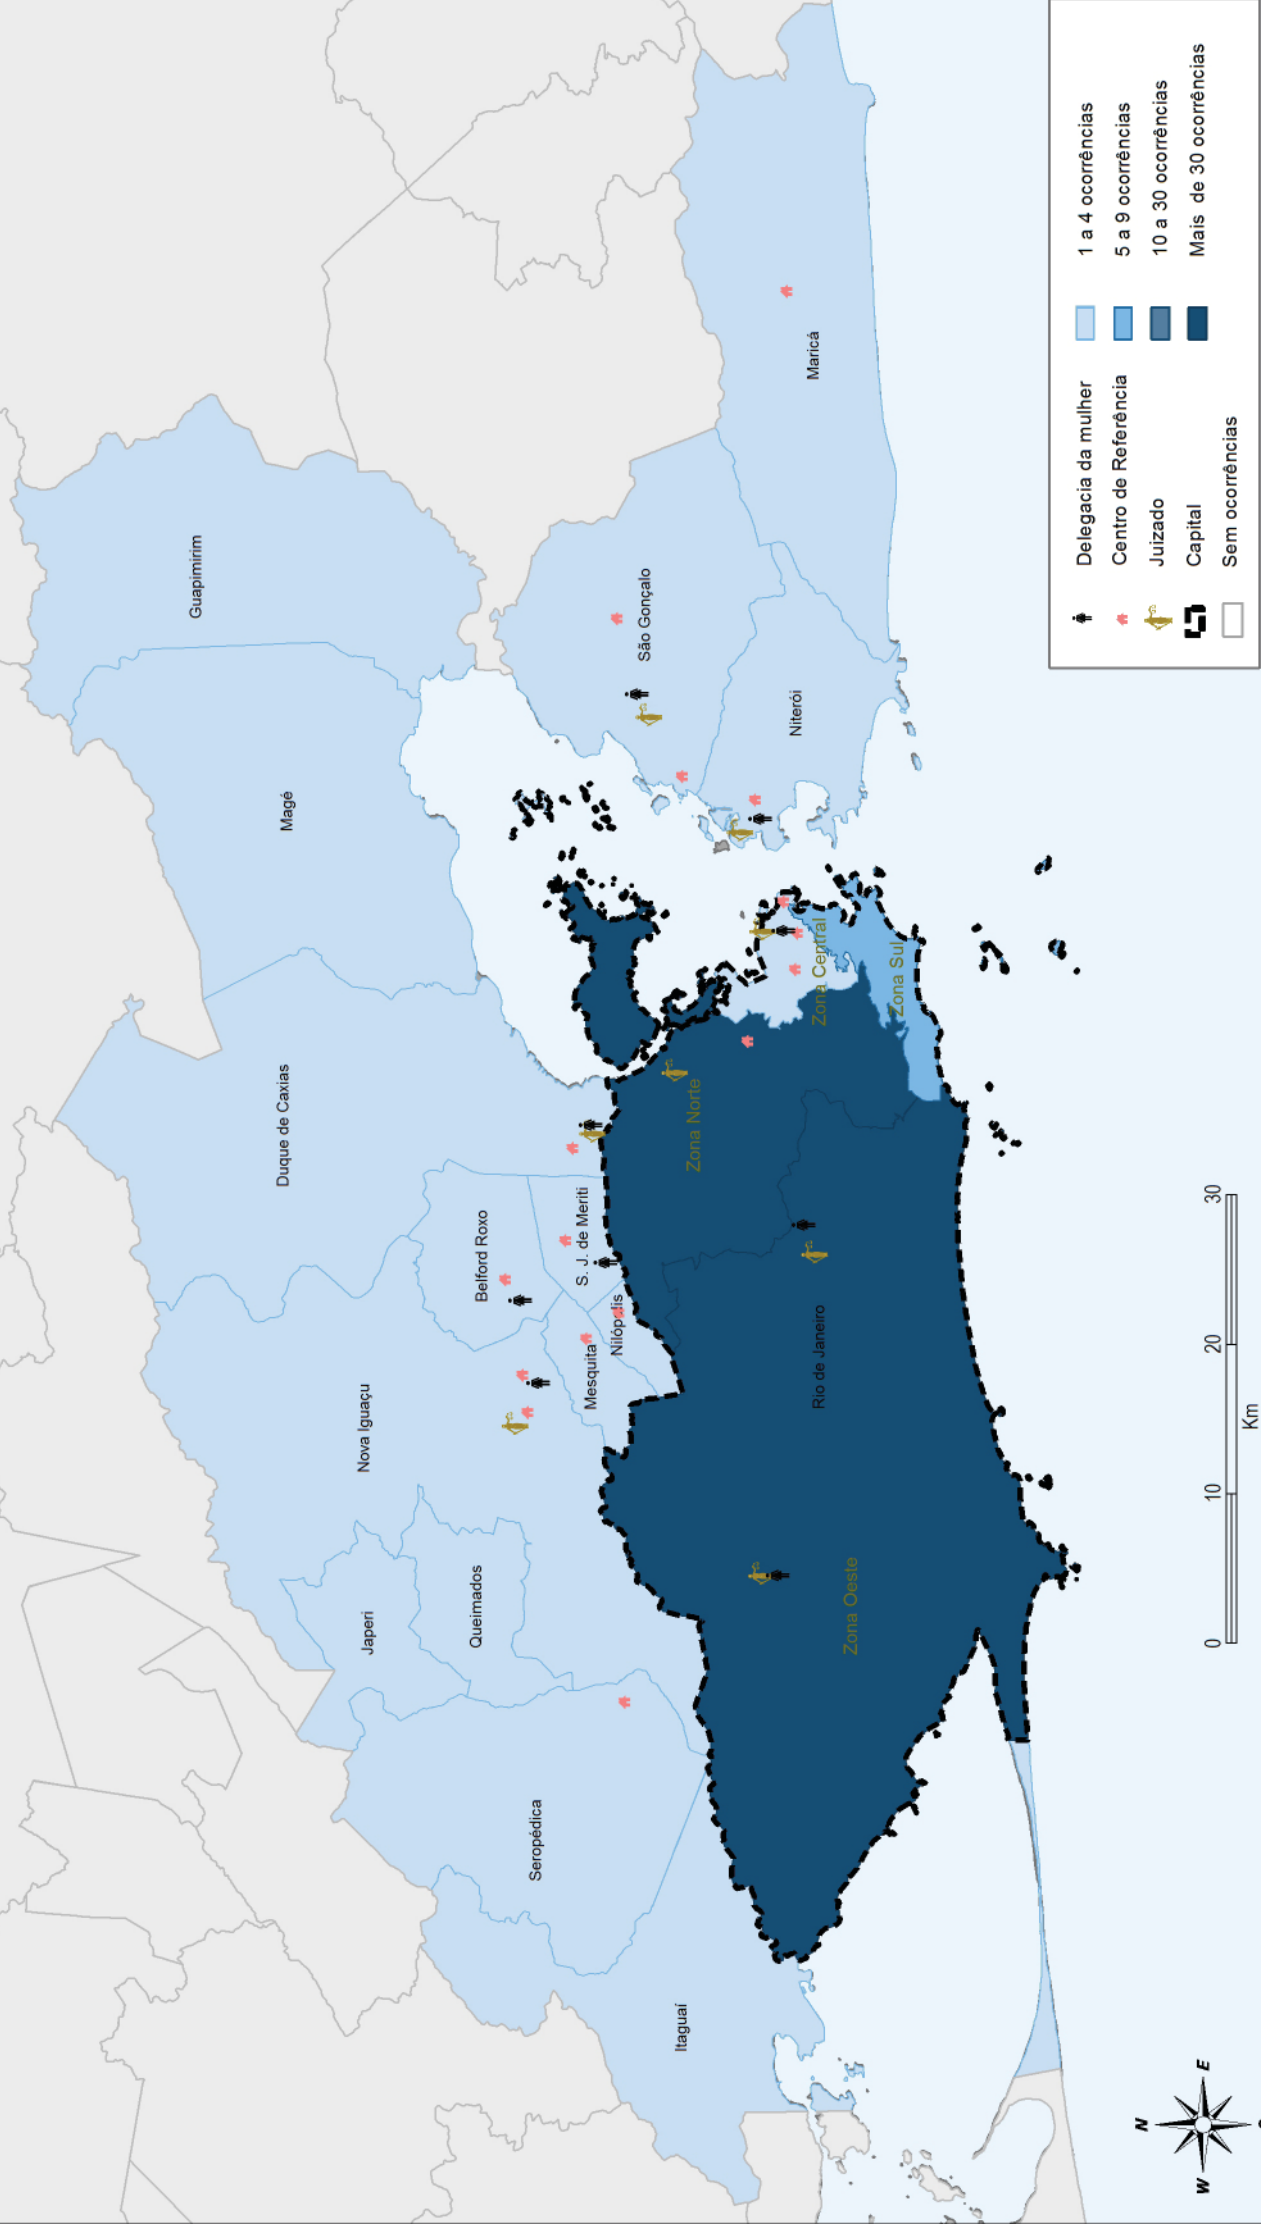 Guapimirim
Magé
Duque de Caxias
Nova Iguaçu
Japeri
Queimados
Belford Roxo
Seropédica
S. J. de Meriti
Mesquita
Nilópolis
São Gonçalo
Itaguaí
Zona Norte
Niterói
Maricá
Rio de Janeiro
Zona Central
Zona Oeste
Zona Sul
Delegacia da mulher
Centro de Referência
Juizado
Capital
Sem ocorrências
1 a 4 ocorrências
5 a 9 ocorrências
10 a 30 ocorrências
Mais de 30 ocorrências
0 10 20 30
Km
N
W E